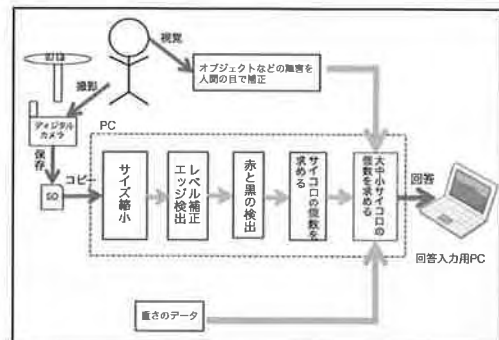 視覚
オブジェクトなどの障害を
人間の目で補正
撮影
ディジタル
カメラ
保存
SD
コピー
PC
サイズ縮小
レベル補正
エッジ検出
赤と黒の検出
サイコロの個数を
求める
大中小サイコロの
個数を求める
回答
回答入力用PC
重さのデータ